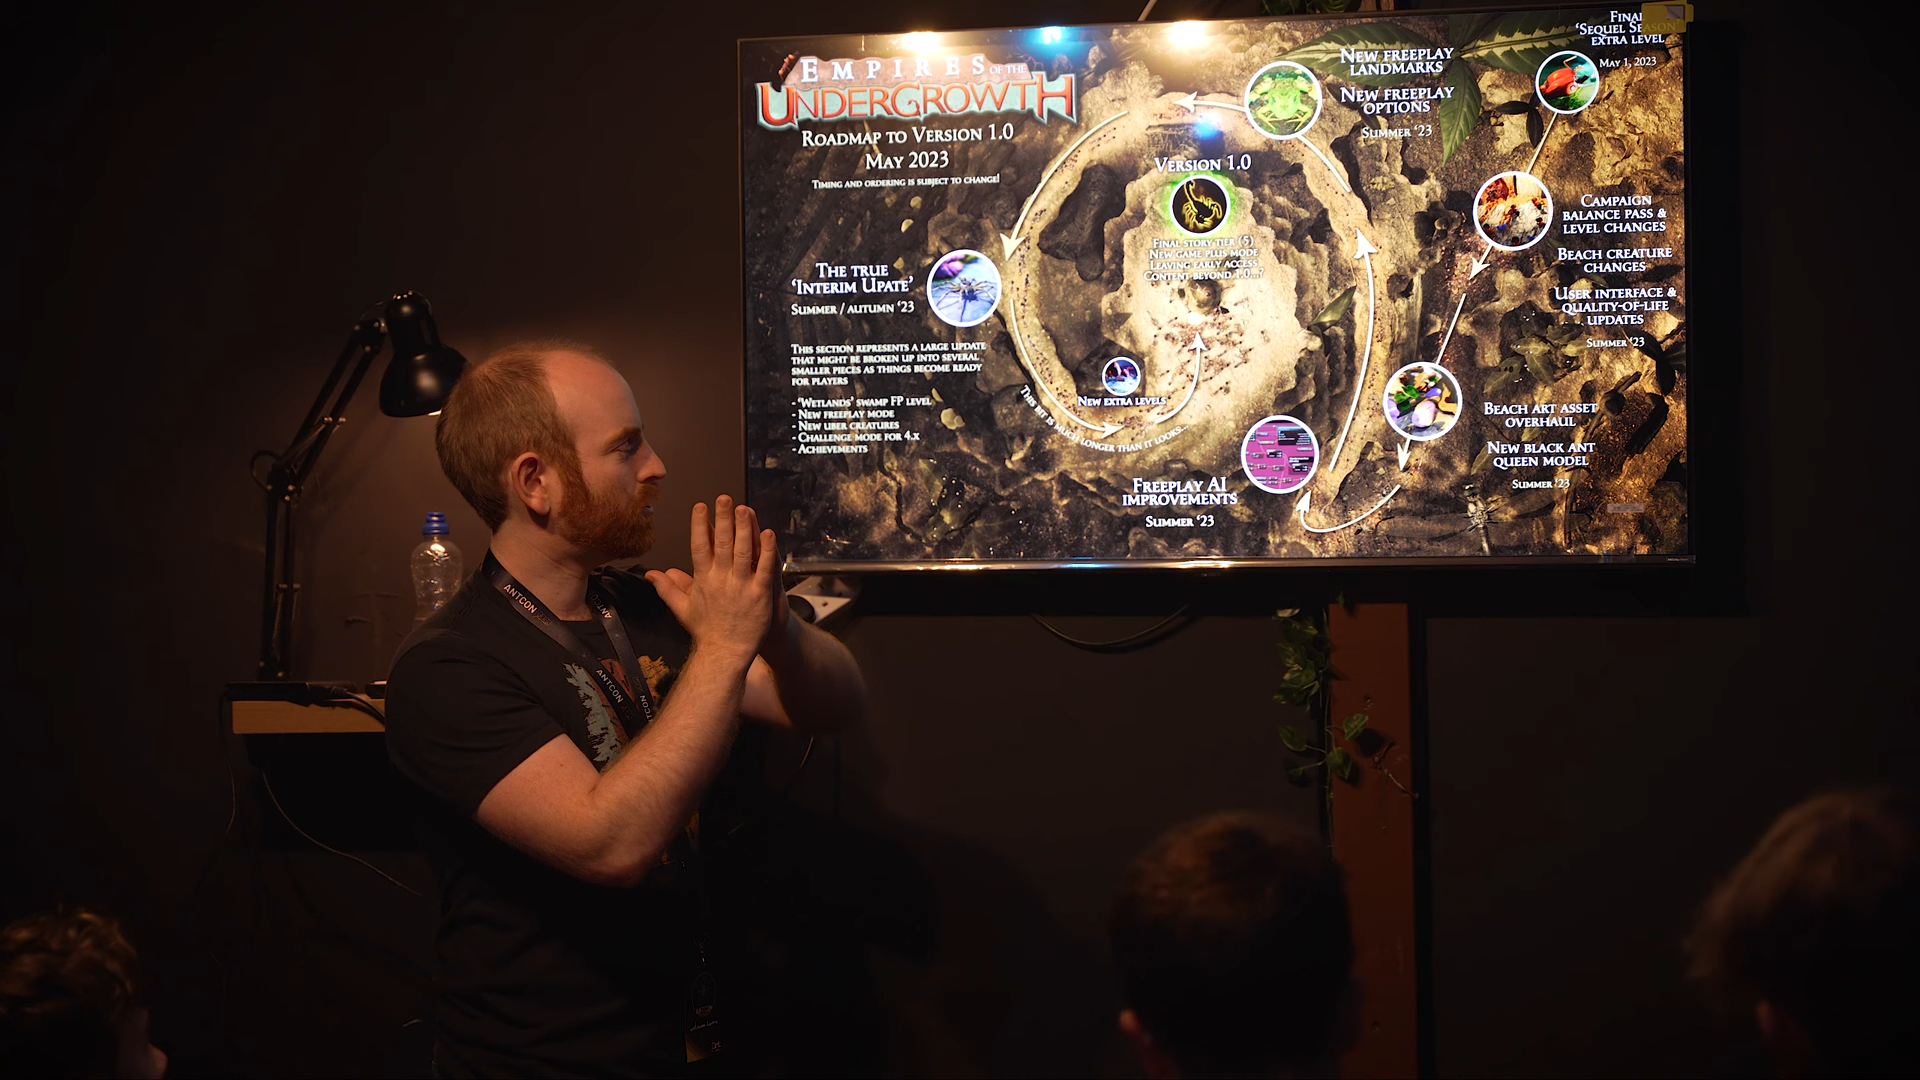 EMPIRES OF THE
UNDERGROWTH
ROADMAP TO VERSION 1.0
MAY 2023
TIMING AND ORDERING IS SUBJECT TO CHANGE!
FINAL
'SEQUEL SEASON'
EXTRA LEVEL
MAY 1, 2023
CAMPAIGN
BALANCE PASS &
LEVEL CHANGES
BEACH CREATURE
CHANGES
USER INTERFACE &
QUALITY-OF-LIFE
UPDATES
SUMMER '23
BEACH ART ASSET
OVERHAUL
NEW BLACK ANT
QUEEN MODEL
SUMMER '23
FREEPLAY AI
IMPROVEMENTS
SUMMER '23
NEW FREEPLAY
LANDMARKS
NEW FREEPLAY
OPTIONS
SUMMER '23
THE TRUE
'INTERIM UPATE'
SUMMER / AUTUMN '23
THIS SECTION REPRESENTS A LARGE UPDATE
THAT MIGHT BE BROKEN UP INTO SEVERAL
SMALLER PIECES AS THINGS BECOME READY
FOR PLAYERS
- 'WETLANDS' SWAMP FP LEVEL
- NEW FREEPLAY MODE
- NEW UBER CREATURES
- CHALLENGE MODE FOR 4.X
- ACHIEVEMENTS
THIS BIT IS MUCH LONGER THAN IT LOOKS...
NEW EXTRA LEVELS
VERSION 1.0
FINAL STORY TIER (5)
NEW GAME PLUS MODE
LEAVING EARLY ACCESS
CONTENT BEYOND 1.0...?
ANTCON
ANTCON
ANTCON